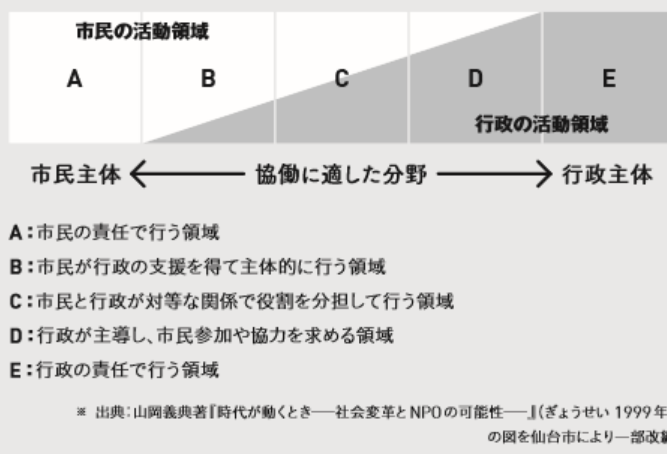 市民の活動領域
A B C D E
行政の活動領域
市民主体 協働に適した分野 行政主体
A：市民の責任で行う領域
B：市民が行政の支援を得て主体的に行う領域
C：市民と行政が対等な関係で役割を分担して行う領域
D：行政が主導し、市民参加や協力を求める領域
E：行政の責任で行う領域
※ 出典：山岡義典著『時代が動くとき──社会変革とNPOの可能性──』（ぎょうせい 1999年
の図を仙台市により一部改編